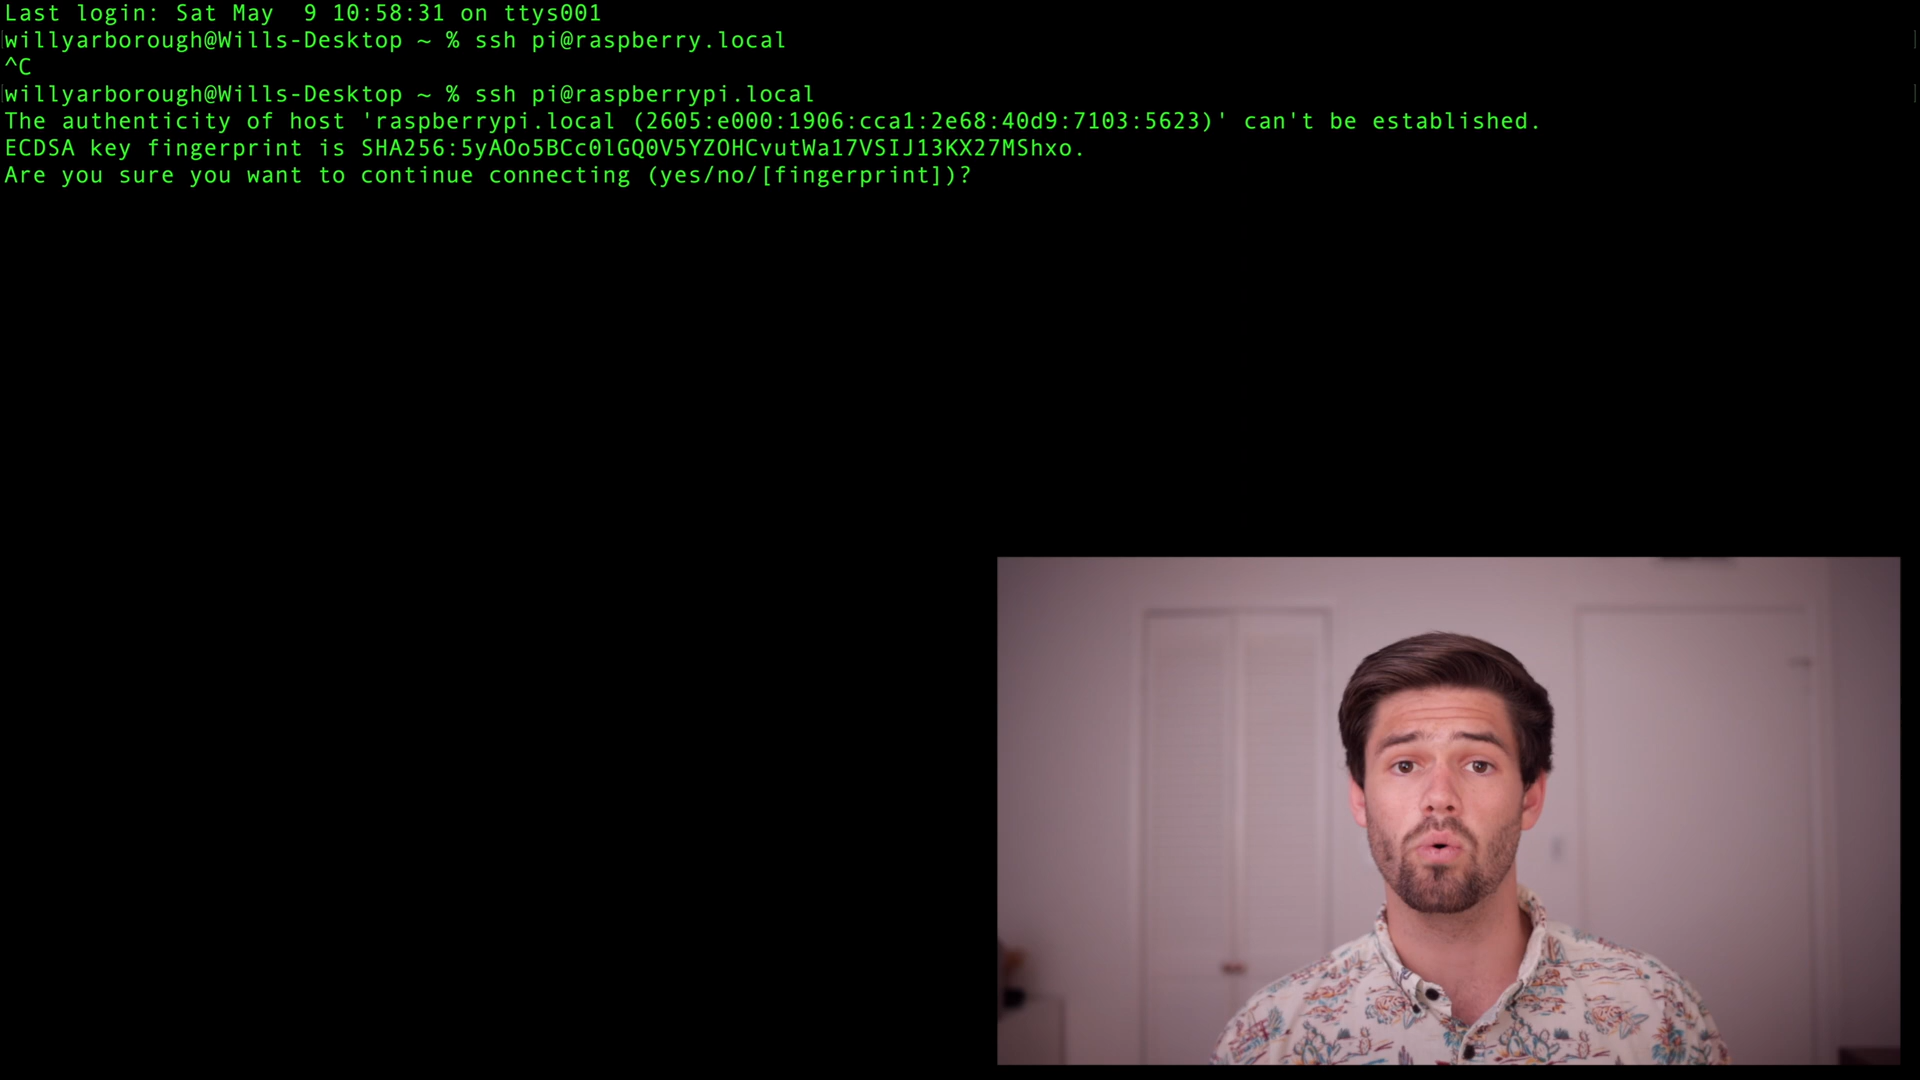 Last login: Sat May  9 10:58:31 on ttys001
willyarborough@Wills-Desktop ~ % ssh pi@raspberry.local
^C
willyarborough@Wills-Desktop ~ % ssh pi@raspberrypi.local
The authenticity of host 'raspberrypi.local (2605:e000:1906:cca1:2e68:40d9:7103:5623)' can't be established.
ECDSA key fingerprint is SHA256:5yAOo5BCc0lGQ0V5YZOHCvutWa17VSIJ13KX27MShxo.
Are you sure you want to continue connecting (yes/no/[fingerprint])?